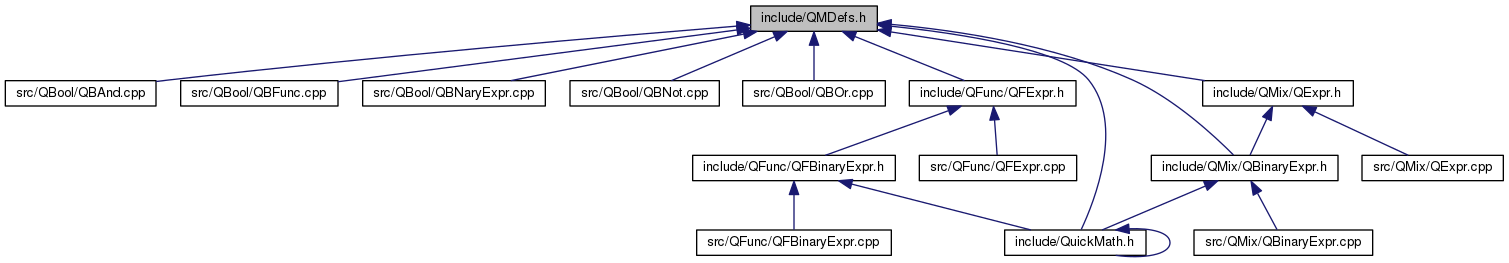 include/QMDefs.h
src/QBool/QBAnd.cpp
src/QBool/QBFunc.cpp
src/QBool/QBNaryExpr.cpp
src/QBool/QBNot.cpp
src/QBool/QBOr.cpp
include/QFunc/QFExpr.h
include/QMix/QExpr.h
include/QFunc/QFBinaryExpr.h
src/QFunc/QFExpr.cpp
include/QMix/QBinaryExpr.h
src/QMix/QExpr.cpp
src/QFunc/QFBinaryExpr.cpp
include/QuickMath.h
src/QMix/QBinaryExpr.cpp